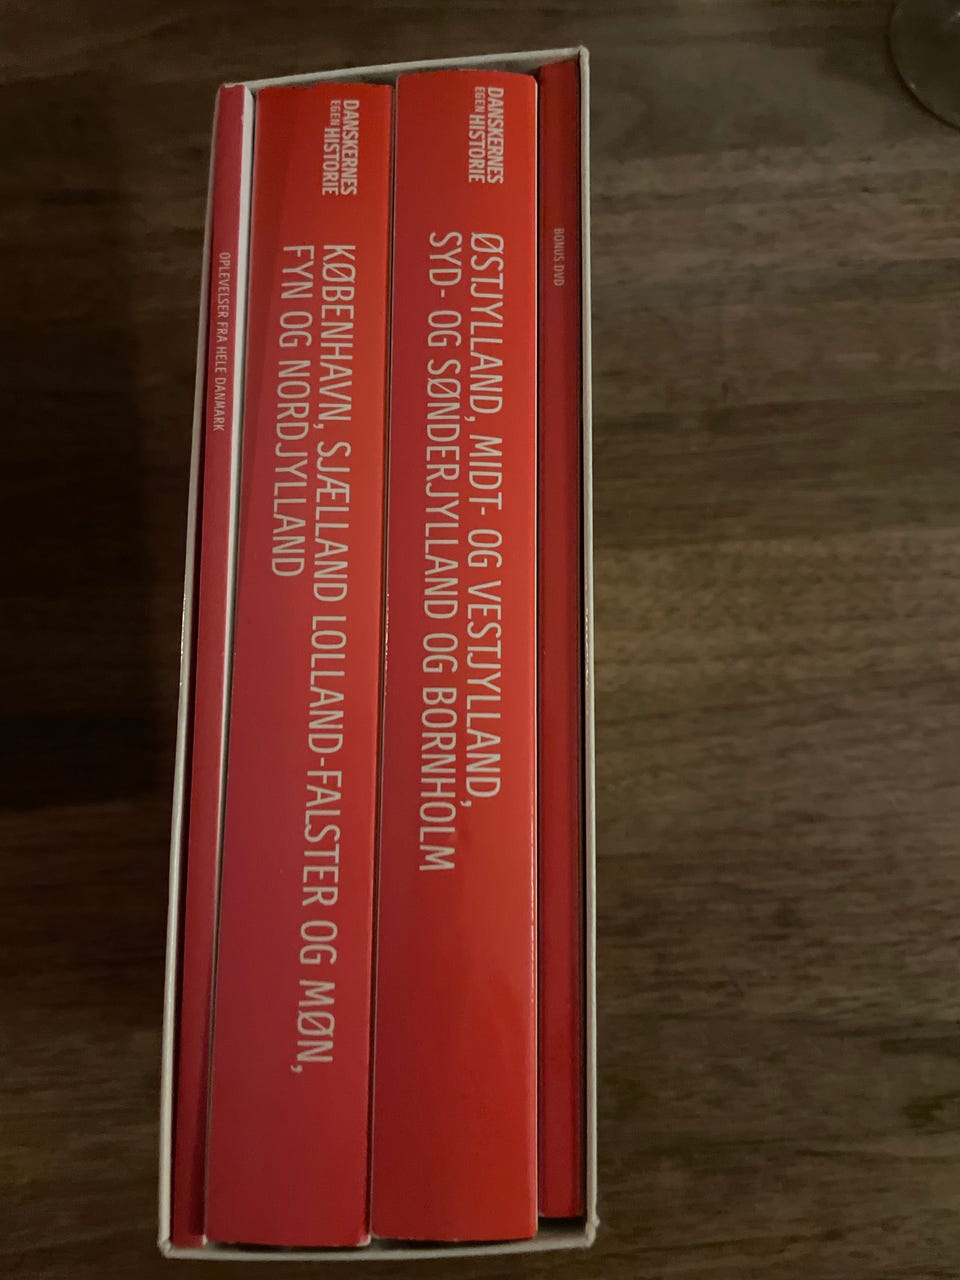 OPLEVELSER FRA HELE DANMARK
DANSKERNES
EGEN HISTORIE
KØBENHAVN, SJÆLLAND LOLLAND-FALSTER OG MØN,
FYN OG NORDJYLLAND
DANSKERNES
EGEN HISTORIE
ØSTJYLLAND, MIDT- OG VESTJYLLAND,
SYD- OG SØNDERJYLLAND OG BORNHOLM
BONUS DVD